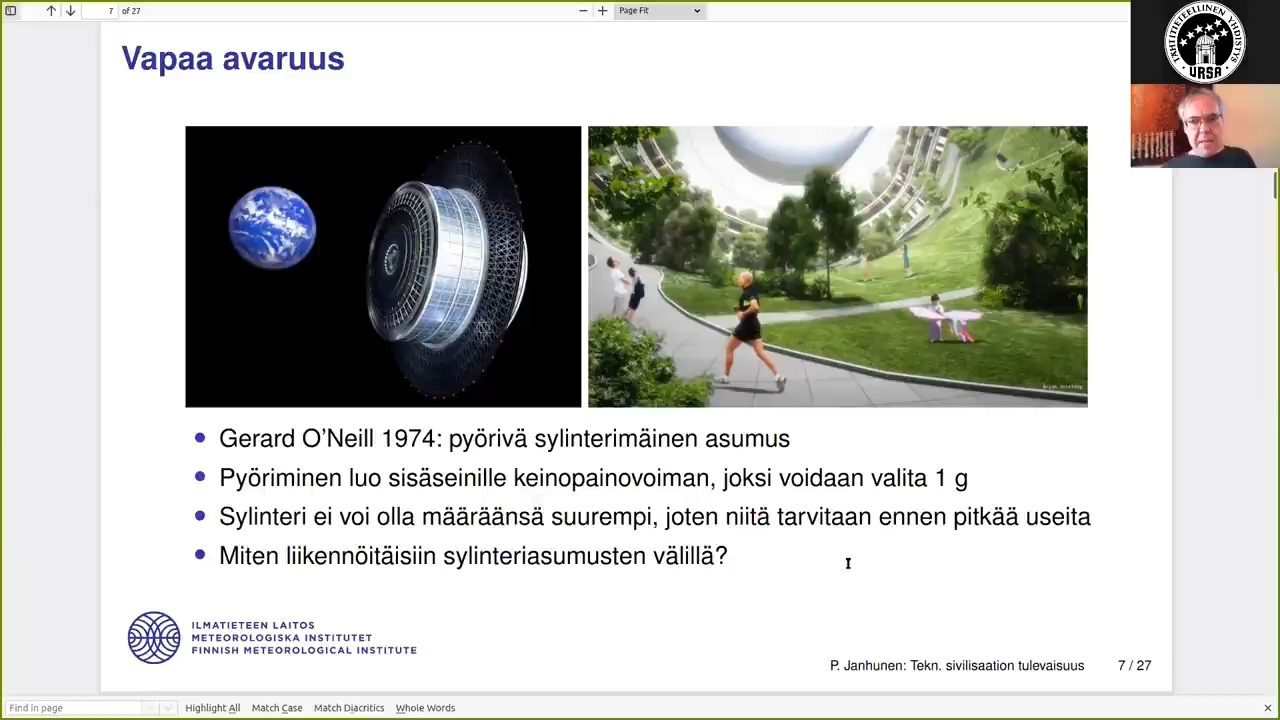 7 of 27
Page Fit
Vapaa avaruus
TÄHTITIETEELLINEN YHDISTYS
URSA
Gerard O'Neill 1974: pyörivä sylinterimäinen asumus
Pyöriminen luo sisäseinille keinopainovoiman, joksi voidaan valita 1 g
Sylinteri ei voi olla määräänsä suurempi, joten niitä tarvitaan ennen pitkää useita
Miten liikennöitäisiin sylinteriasumusten välillä?
ILMATIETEEN LAITOS
METEOROLOGISKA INSTITUTET
FINNISH METEOROLOGICAL INSTITUTE
P. Janhunen: Tekn. sivilisaation tulevaisuus 7 / 27
Find in page Highlight All Match Case Match Diacritics Whole Words